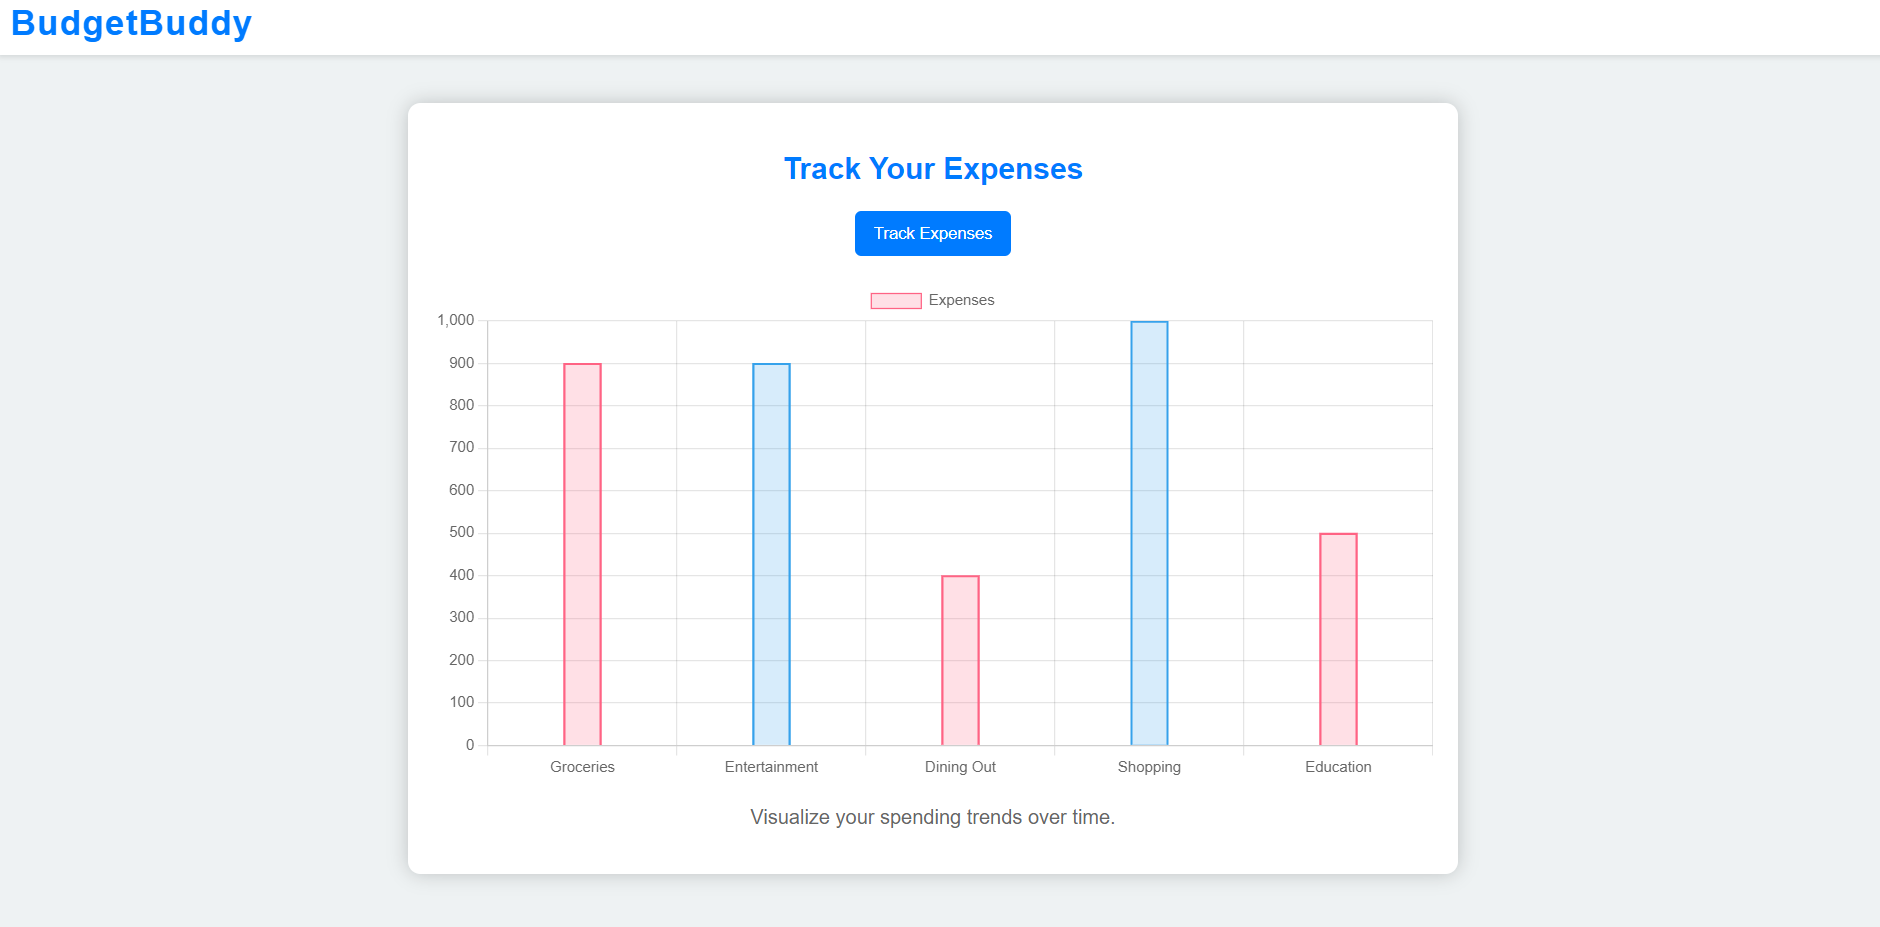 BudgetBuddy
Track Your Expenses
Track Expenses
Expenses
1,000
900
800
700
600
500
400
300
200
100
0
Groceries Entertainment Dining Out Shopping Education
Visualize your spending trends over time.